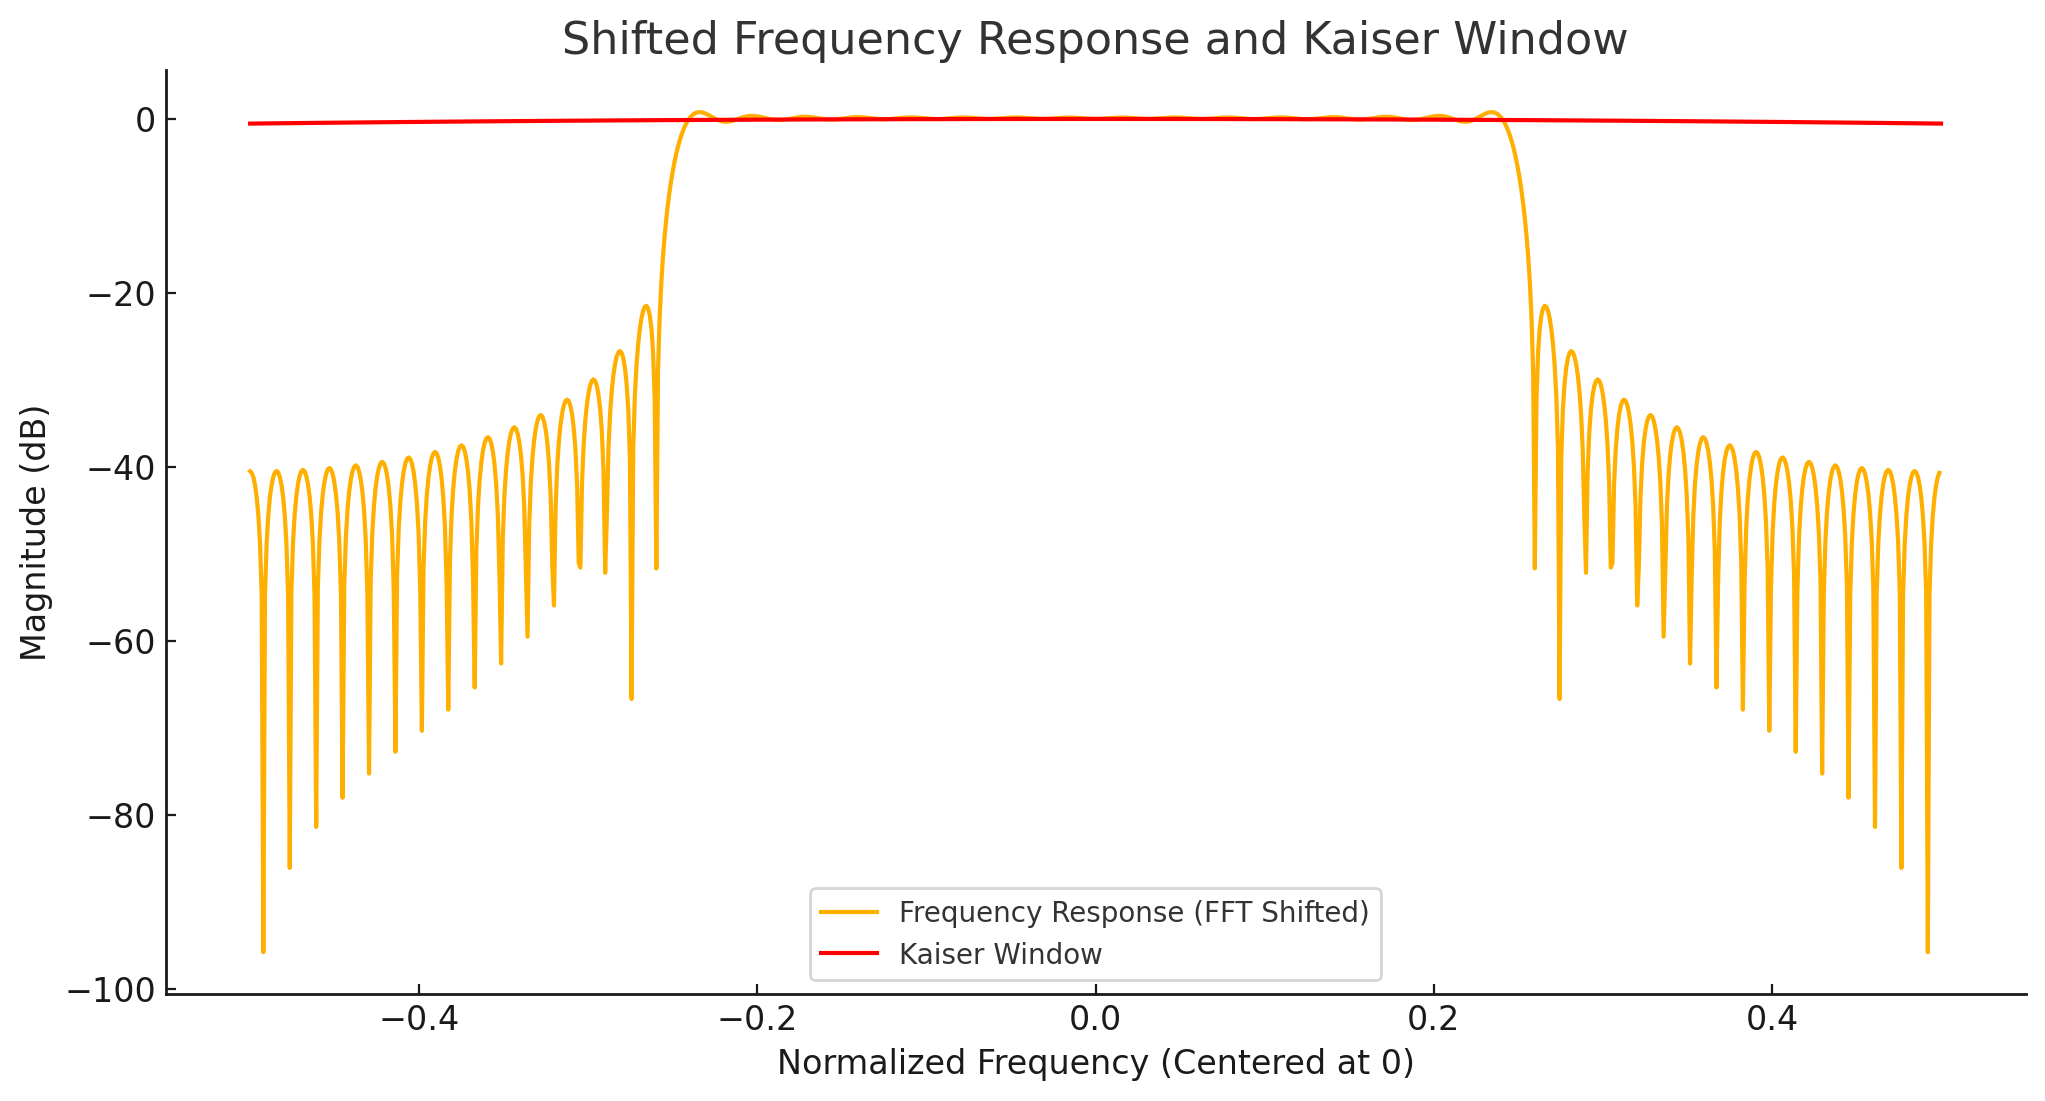 Shifted Frequency Response and Kaiser Window
Magnitude (dB)
0
−20
−40
−60
−80
−100
−0.4
−0.2
0.0
0.2
0.4
Normalized Frequency (Centered at 0)
Frequency Response (FFT Shifted)
Kaiser Window